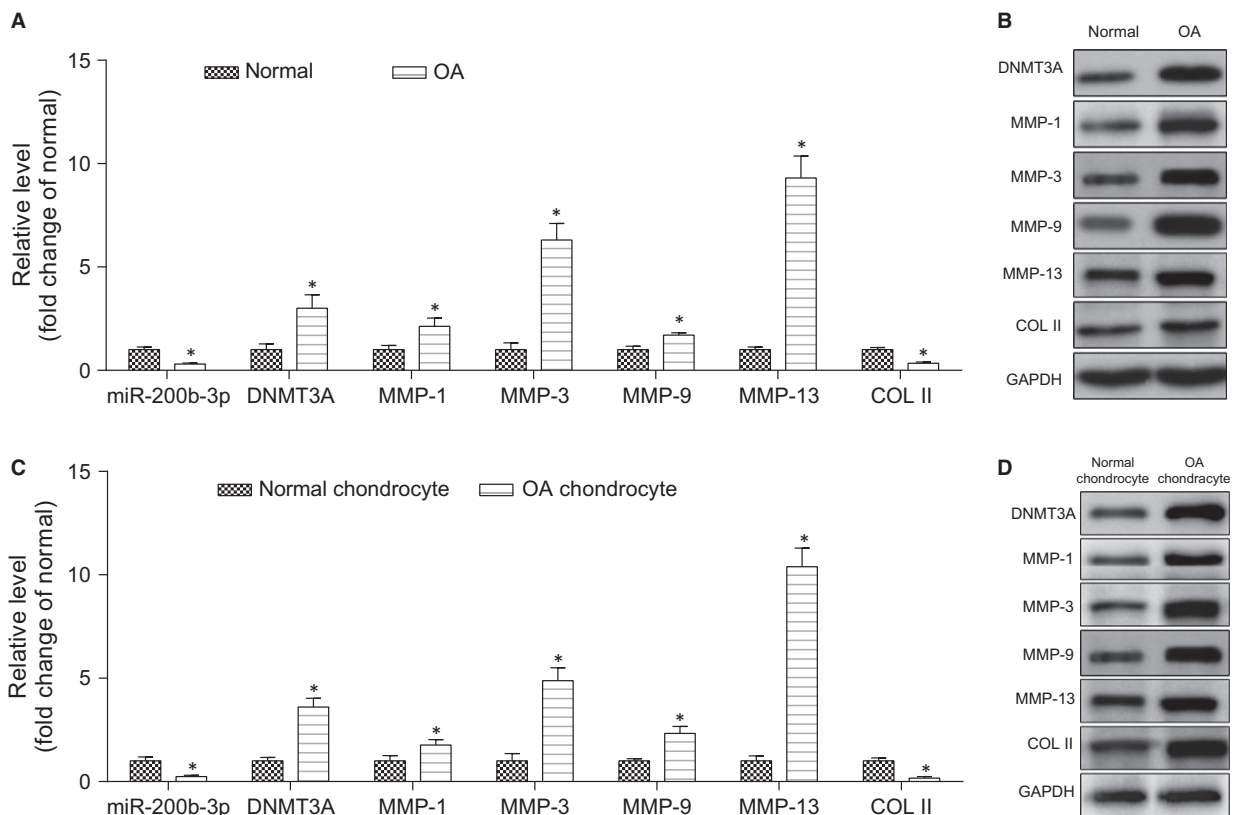 A
Relative level
(fold change of normal)
15
10
5
0
Normal
OA
*
*
*
*
*
*
*
miR-200b-3p
DNMT3A
MMP-1
MMP-3
MMP-9
MMP-13
COL II
B
Normal
OA
DNMT3A
MMP-1
MMP-3
MMP-9
MMP-13
COL II
GAPDH
C
Relative level
(fold change of normal)
15
10
5
0
Normal chondrocyte
OA chondrocyte
*
*
*
*
*
*
*
miR-200b-3p
DNMT3A
MMP-1
MMP-3
MMP-9
MMP-13
COL II
D
Normal
chondrocyte
OA
chondracyte
DNMT3A
MMP-1
MMP-3
MMP-9
MMP-13
COL II
GAPDH